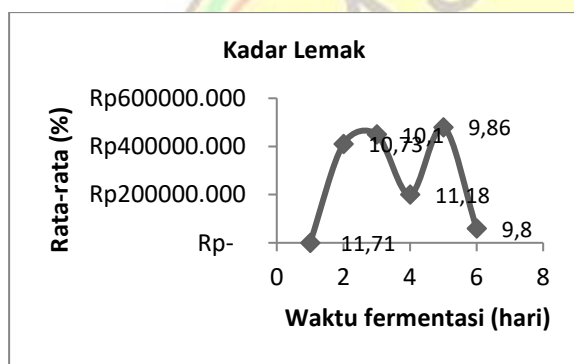 Kadar Lemak
Rata-rata (%)
Rp600000.000
Rp400000.000
Rp200000.000
Rp-
11,71
10,73
10,1
11,18
9,86
9,8
0 2 4 6 8
Waktu fermentasi (hari)